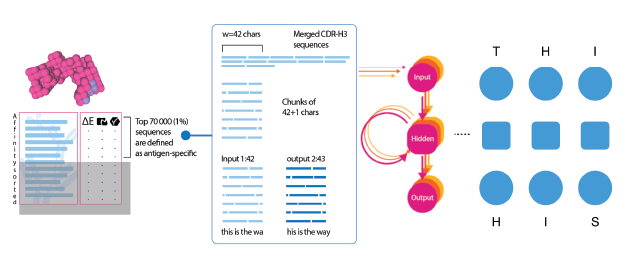 Affinity sorted
ΔE
Top 70 000 (1%)
sequences
are defined
as antigen-specific
w=42 chars
Merged CDR-H3
sequences
Chunks of
42+1 chars
Input 1:42
output 2:43
this is the wa
his is the way
Input
Hidden
Output
T H I
H I S